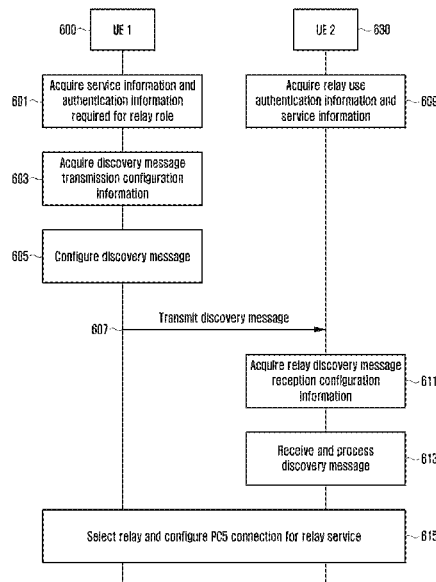 600
UE 1
UE 2
630
601
Acquire service information and
authentication information
required for relay role
Acquire relay use
authentication information and
service information
609
603
Acquire discovery message
transmission configuration
information
605
Configure discovery message
607
Transmit discovery message
Acquire relay discovery message
reception configuration
information
611
Receive and process
discovery message
613
Select relay and configure PC5 connection for relay service
615